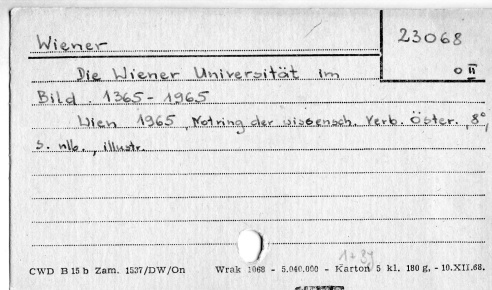 Wiener
23068
o II
Die Wiener Universität im
Bild. 1365-1965
Wien 1965, Notring der wissensch. Verb. Öster., 8°,
s. nlb., illustr.
1+3y
CWD B 15 b Zam. 1537/DW/On Wrak 1068 - 5.040.000 - Karton 5 kl. 180 g. - 10.XII.68.